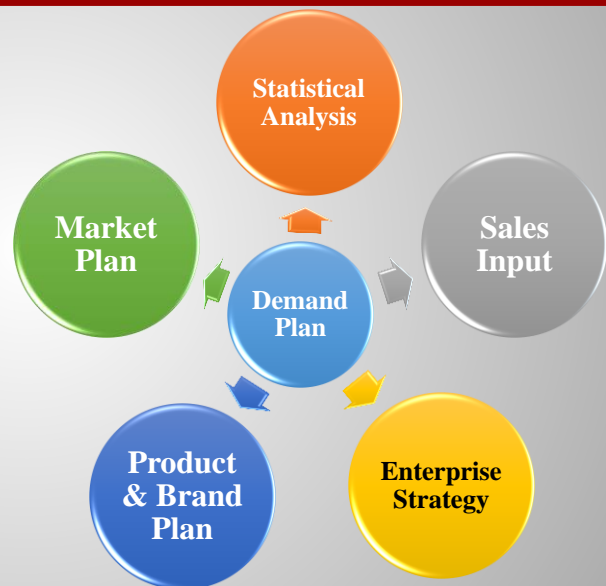 Statistical
Analysis
Market
Plan
Sales
Input
Demand
Plan
Product
& Brand
Plan
Enterprise
Strategy